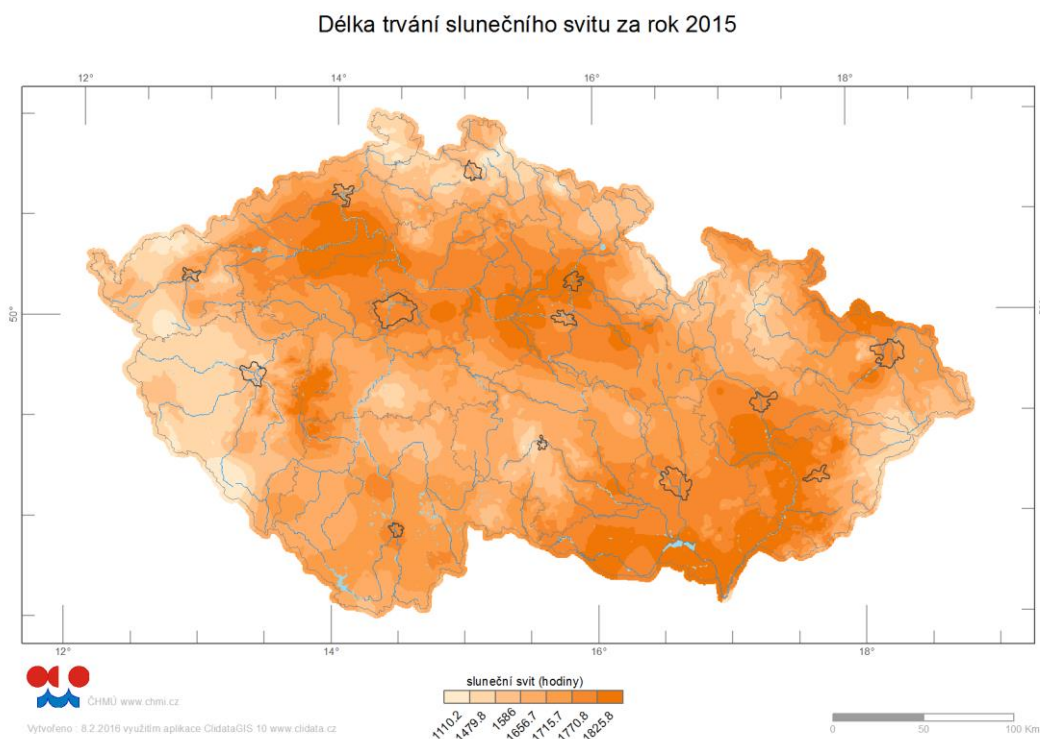 Délka trvání slunečního svitu za rok 2015
12° 14° 16° 18°
50°
12° 14° 16° 18°
sluneční svit (hodiny)
1110.2 1479.8 1586 1656.7 1715.7 1770.8 1825.8
ČHMÚ www.chmi.cz
Vytvořeno : 8.2.2016 využitím aplikace ClidataGIS 10 www.clidata.cz
0 50 100 Km